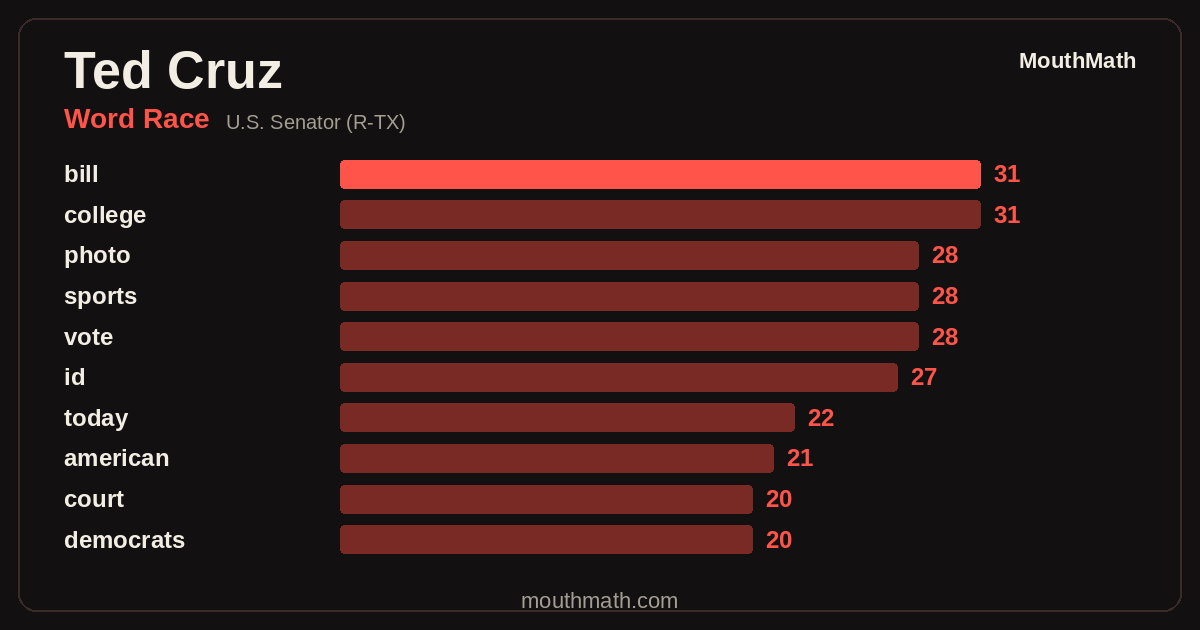 Ted Cruz
MouthMath
Word Race U.S. Senator (R-TX)
bill 31
college 31
photo 28
sports 28
vote 28
id 27
today 22
american 21
court 20
democrats 20
mouthmath.com